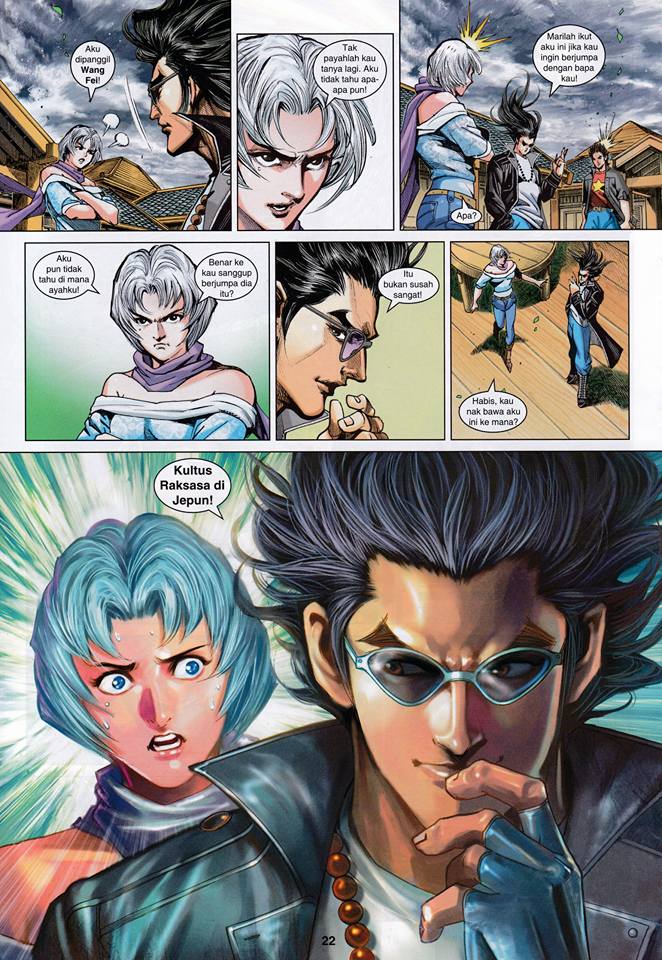 Aku
dipanggil
Wang
Fei!
Tak
payahlah kau
tanya lagi. Aku
tidak tahu apa-
apa pun!
Marilah ikut
aku ini jika kau
ingin berjumpa
dengan bapa
kau!
Apa?
Aku
pun tidak
tahu di mana
ayahku!
Benar ke
kau sanggup
berjumpa dia
itu?
Itu
bukan susah
sangat!
Habis, kau
nak bawa aku
ini ke mana?
Kultus
Raksasa di
Jepun!
22